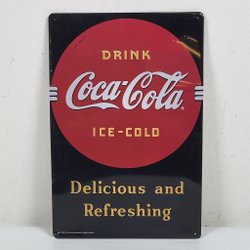 DRINK
Coca-Cola
ICE-COLD
Delicious and
Refreshing